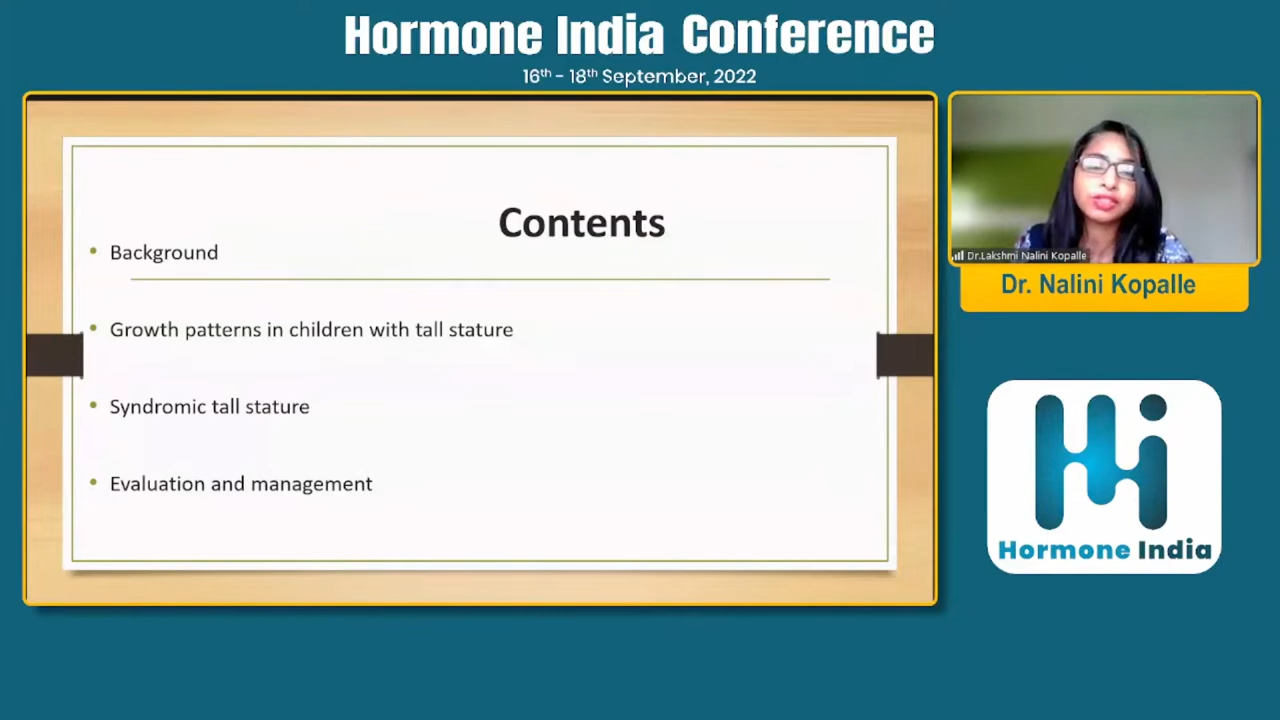 Hormone India Conference
16th - 18th September, 2022
Contents
• Background
• Growth patterns in children with tall stature
• Syndromic tall stature
• Evaluation and management
Dr.Lakshmi Nalini Kopalle
Dr. Nalini Kopalle
Hi
Hormone India